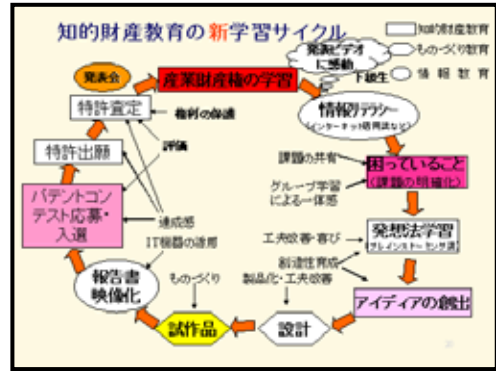 知的財産教育の新学習サイクル
知的財産教育
ものづくり教育
情報教育
発表ビデオ
に感動
下級生
発表会
産業財産権の学習
特許査定
権利の保護
情報リテラシー
(インターネット活用法など)
評価
課題の共有
困っていること
(課題の明確化)
特許出願
グループ学習
による一体感
パテントコン
テスト応募・
入選
達成感
IT機器の活用
工夫改善・喜び
発想法学習
創造性育成
報告書
映像化
ものづくり
製品化・工夫改善
アイディアの創出
試作品
設計